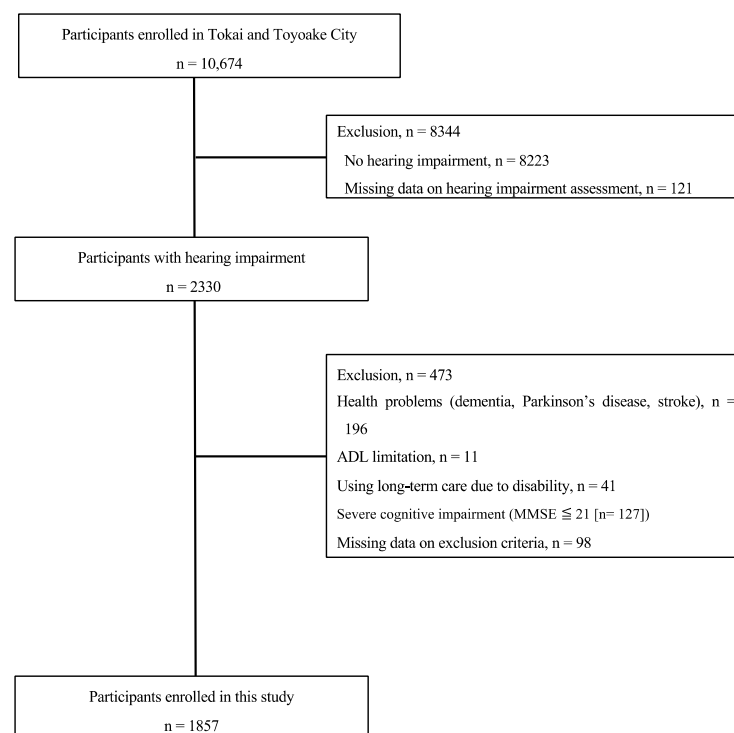 Participants enrolled in Tokai and Toyoake City
n = 10,674
Exclusion, n = 8344
No hearing impairment, n = 8223
Missing data on hearing impairment assessment, n = 121
Participants with hearing impairment
n = 2330
Exclusion, n = 473
Health problems (dementia, Parkinson’s disease, stroke), n =
196
ADL limitation, n = 11
Using long-term care due to disability, n = 41
Severe cognitive impairment (MMSE ≦ 21 [n= 127])
Missing data on exclusion criteria, n = 98
Participants enrolled in this study
n = 1857